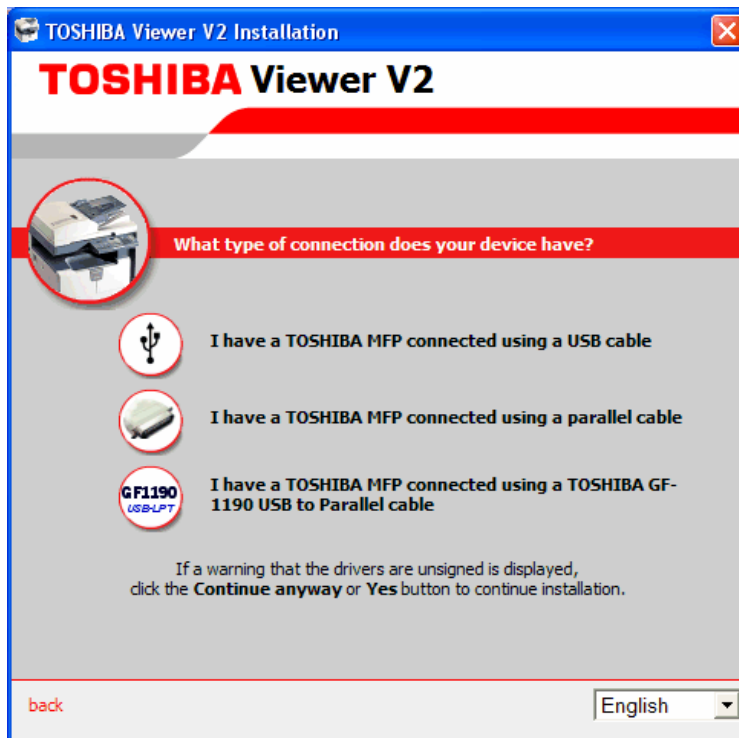 TOSHIBA Viewer V2 Installation
TOSHIBA Viewer V2
What type of connection does your device have?
I have a TOSHIBA MFP connected using a USB cable
I have a TOSHIBA MFP connected using a parallel cable
GF1190
USB-LPT
I have a TOSHIBA MFP connected using a TOSHIBA GF-
1190 USB to Parallel cable
If a warning that the drivers are unsigned is displayed,
click the Continue anyway or Yes button to continue installation.
back
English